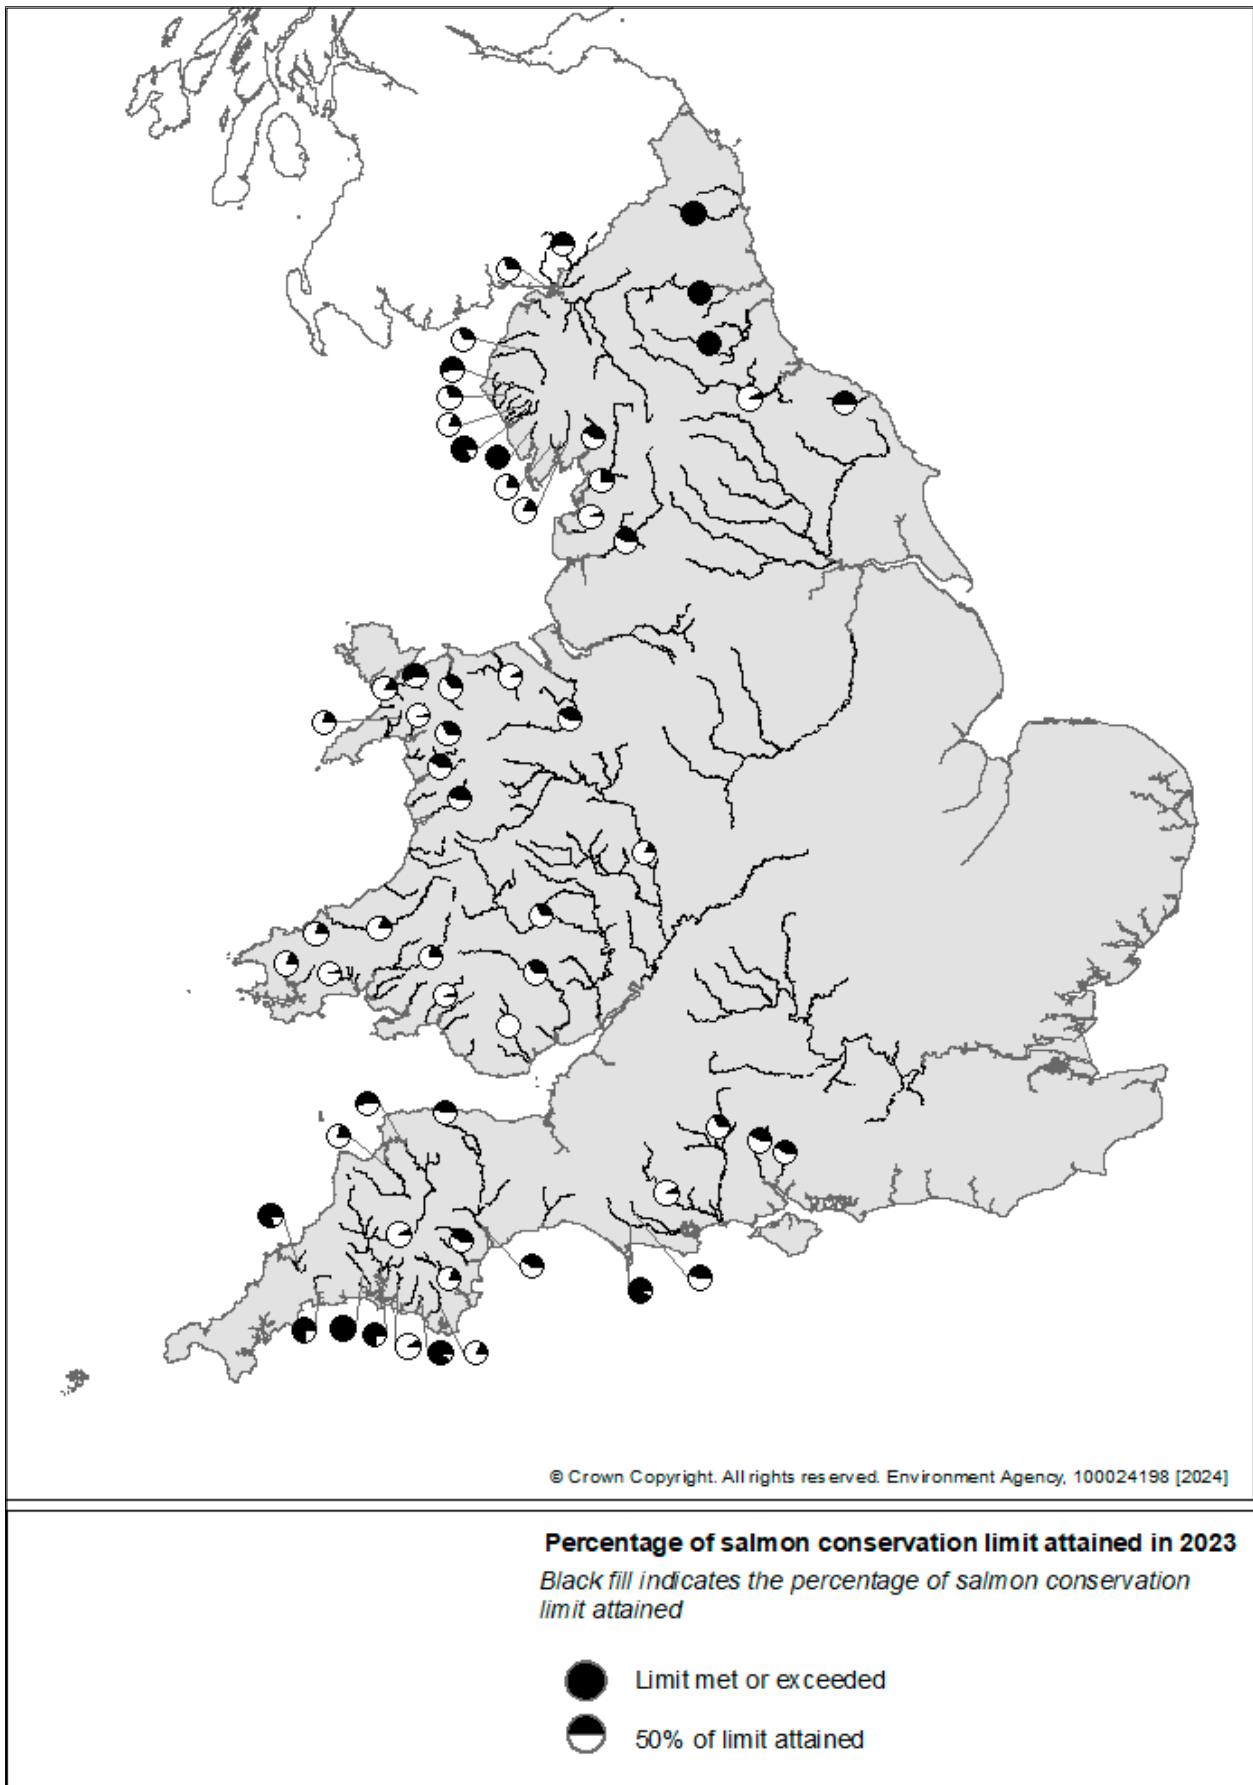 © Crown Copyright. All rights reserved. Environment Agency, 100024198 [2024]
Percentage of salmon conservation limit attained in 2023
Black fill indicates the percentage of salmon conservation
limit attained
Limit met or exceeded
50% of limit attained